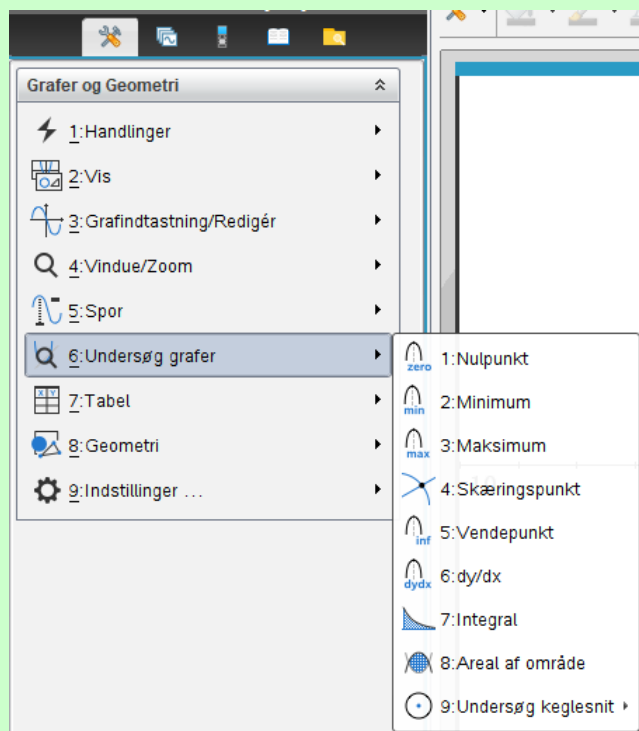 Grafer og Geometri
1:Handlinger
2:Vis
3:Grafindtastning/Redigér
4:Vindue/Zoom
5:Spor
6:Undersøg grafer
7:Tabel
8:Geometri
9:Indstillinger ...
zero 1:Nulpunkt
min 2:Minimum
max 3:Maksimum
4:Skæringspunkt
inf 5:Vendepunkt
dydx 6:dy/dx
7:Integral
8:Areal af område
9:Undersøg keglesnit